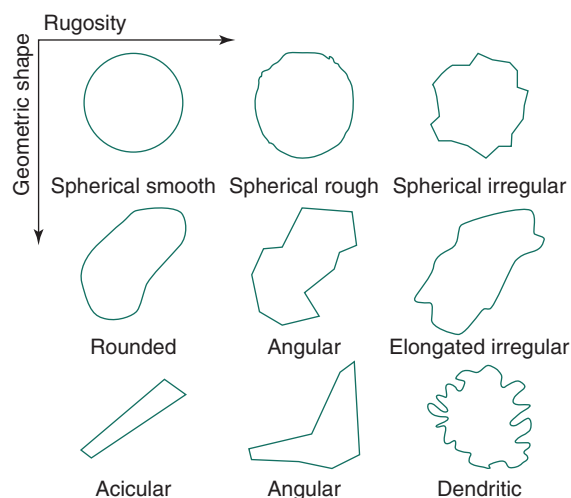 Rugosity
Geometric shape
Spherical smooth
Spherical rough
Spherical irregular
Rounded
Angular
Elongated irregular
Acicular
Angular
Dendritic